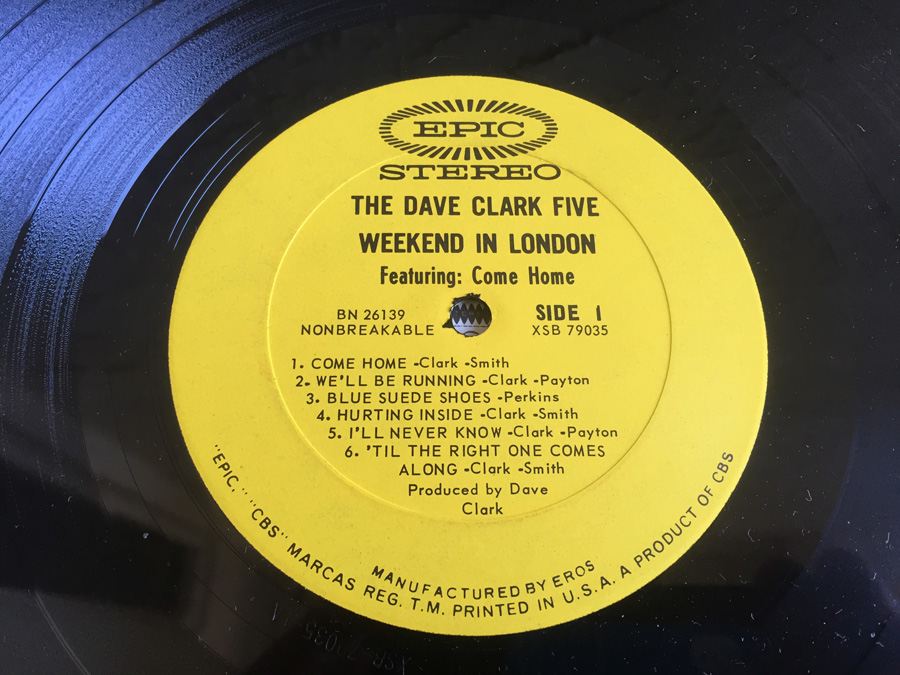 EPIC
STEREO
THE DAVE CLARK FIVE
WEEKEND IN LONDON
Featuring: Come Home
BN 26139
NONBREAKABLE
SIDE 1
XSB 79035
1. COME HOME -Clark -Smith
2. WE'LL BE RUNNING -Clark -Payton
3. BLUE SUEDE SHOES -Perkins
4. HURTING INSIDE -Clark -Smith
5. I'LL NEVER KNOW -Clark -Payton
6. 'TIL THE RIGHT ONE COMES
ALONG -Clark -Smith
Produced by Dave
Clark
MANUFACTURED BY EROS
"EPIC," "CBS" MARCAS REG. T.M. PRINTED IN U.S.A. A PRODUCT OF CBS